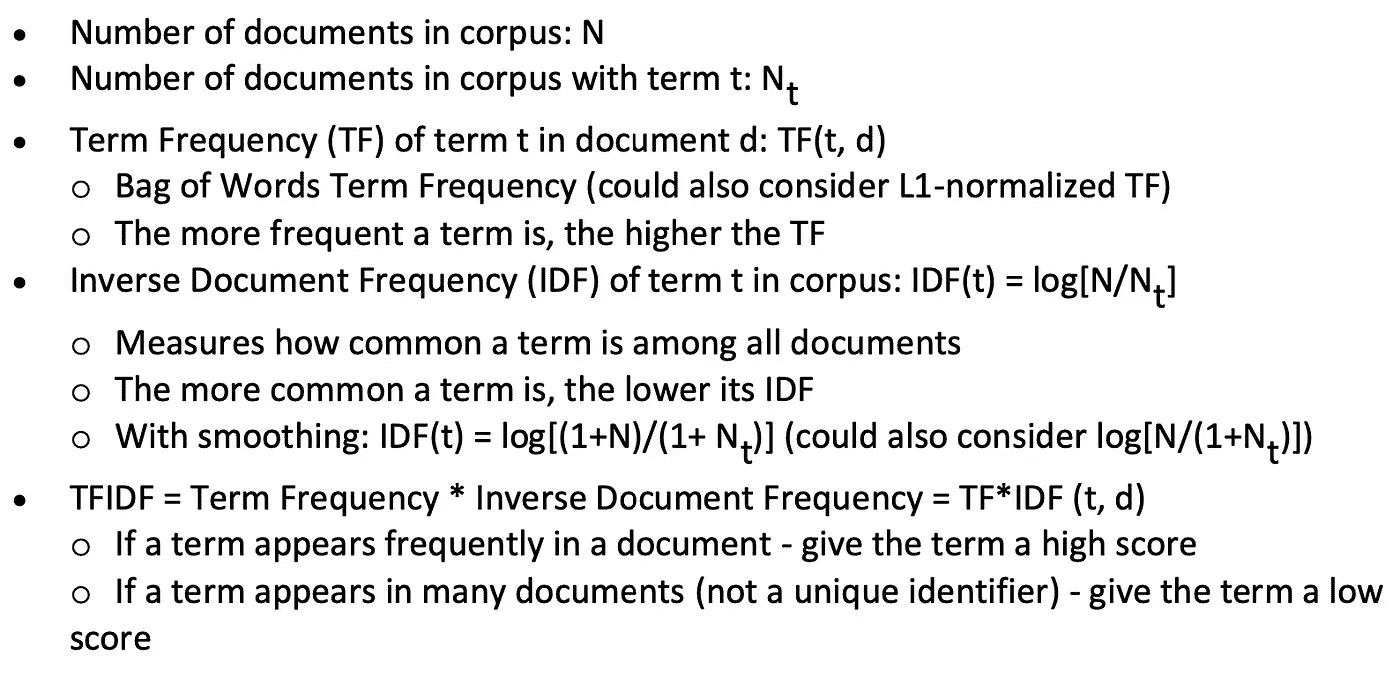 • Number of documents in corpus: N
• Number of documents in corpus with term t: Nₜ
• Term Frequency (TF) of term t in document d: TF(t, d)
o Bag of Words Term Frequency (could also consider L1-normalized TF)
o The more frequent a term is, the higher the TF
• Inverse Document Frequency (IDF) of term t in corpus: IDF(t) = log[N/Nₜ]
o Measures how common a term is among all documents
o The more common a term is, the lower its IDF
o With smoothing: IDF(t) = log[(1+N)/(1+ Nₜ)] (could also consider log[N/(1+Nₜ)])
• TFIDF = Term Frequency * Inverse Document Frequency = TF*IDF (t, d)
o If a term appears frequently in a document - give the term a high score
o If a term appears in many documents (not a unique identifier) - give the term a low
score